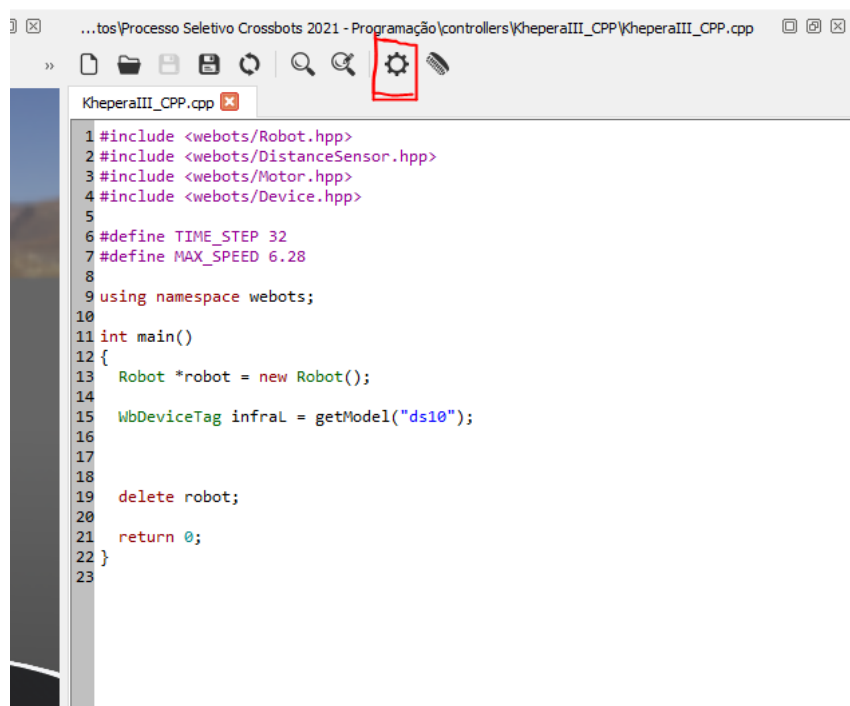 ...tos\Processo Seletivo Crossbots 2021 - Programação\controllers\KheperaIII_CPP\KheperaIII_CPP.cpp
»
KheperaIII_CPP.cpp
1 #include <webots/Robot.hpp>
2 #include <webots/DistanceSensor.hpp>
3 #include <webots/Motor.hpp>
4 #include <webots/Device.hpp>
5
6 #define TIME_STEP 32
7 #define MAX_SPEED 6.28
8
9 using namespace webots;
10
11 int main()
12 {
13   Robot *robot = new Robot();
14
15   WbDeviceTag infraL = getModel("ds10");
16
17
18
19   delete robot;
20
21   return 0;
22 }
23